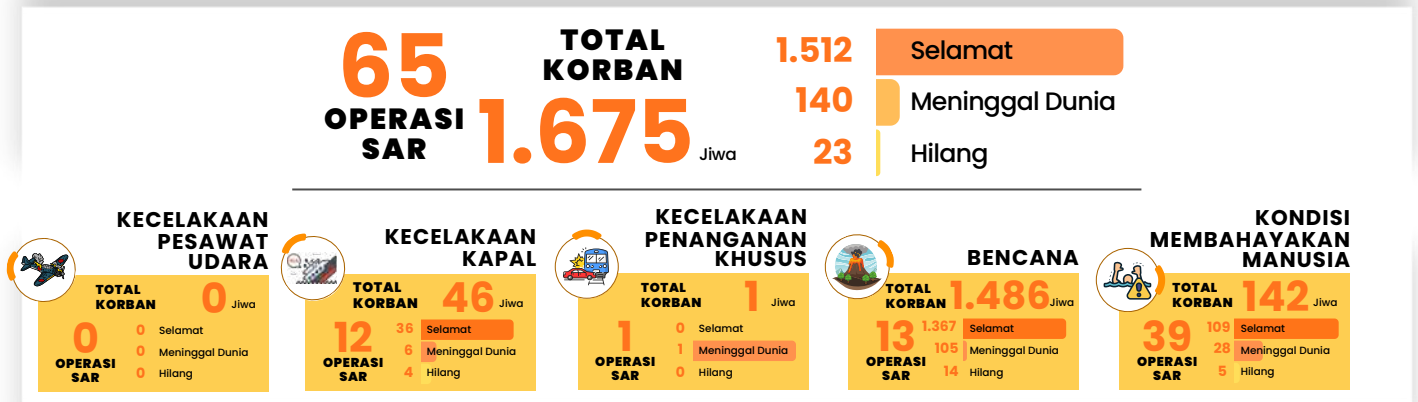 65
OPERASI
SAR
TOTAL
KORBAN
1.675 Jiwa
1.512 Selamat
140 Meninggal Dunia
23 Hilang
KECELAKAAN
PESAWAT
UDARA
TOTAL
KORBAN
0 Jiwa
0
OPERASI
SAR
0 Selamat
0 Meninggal Dunia
0 Hilang
KECELAKAAN
KAPAL
TOTAL
KORBAN
46 Jiwa
12
OPERASI
SAR
36 Selamat
6 Meninggal Dunia
4 Hilang
KECELAKAAN
PENANGANAN
KHUSUS
TOTAL
KORBAN
1 Jiwa
1
OPERASI
SAR
0 Selamat
1 Meninggal Dunia
0 Hilang
BENCANA
TOTAL
KORBAN
1.486 Jiwa
13
OPERASI
SAR
1.367 Selamat
105 Meninggal Dunia
14 Hilang
KONDISI
MEMBAHAYAKAN
MANUSIA
TOTAL
KORBAN
142 Jiwa
39
OPERASI
SAR
109 Selamat
28 Meninggal Dunia
5 Hilang